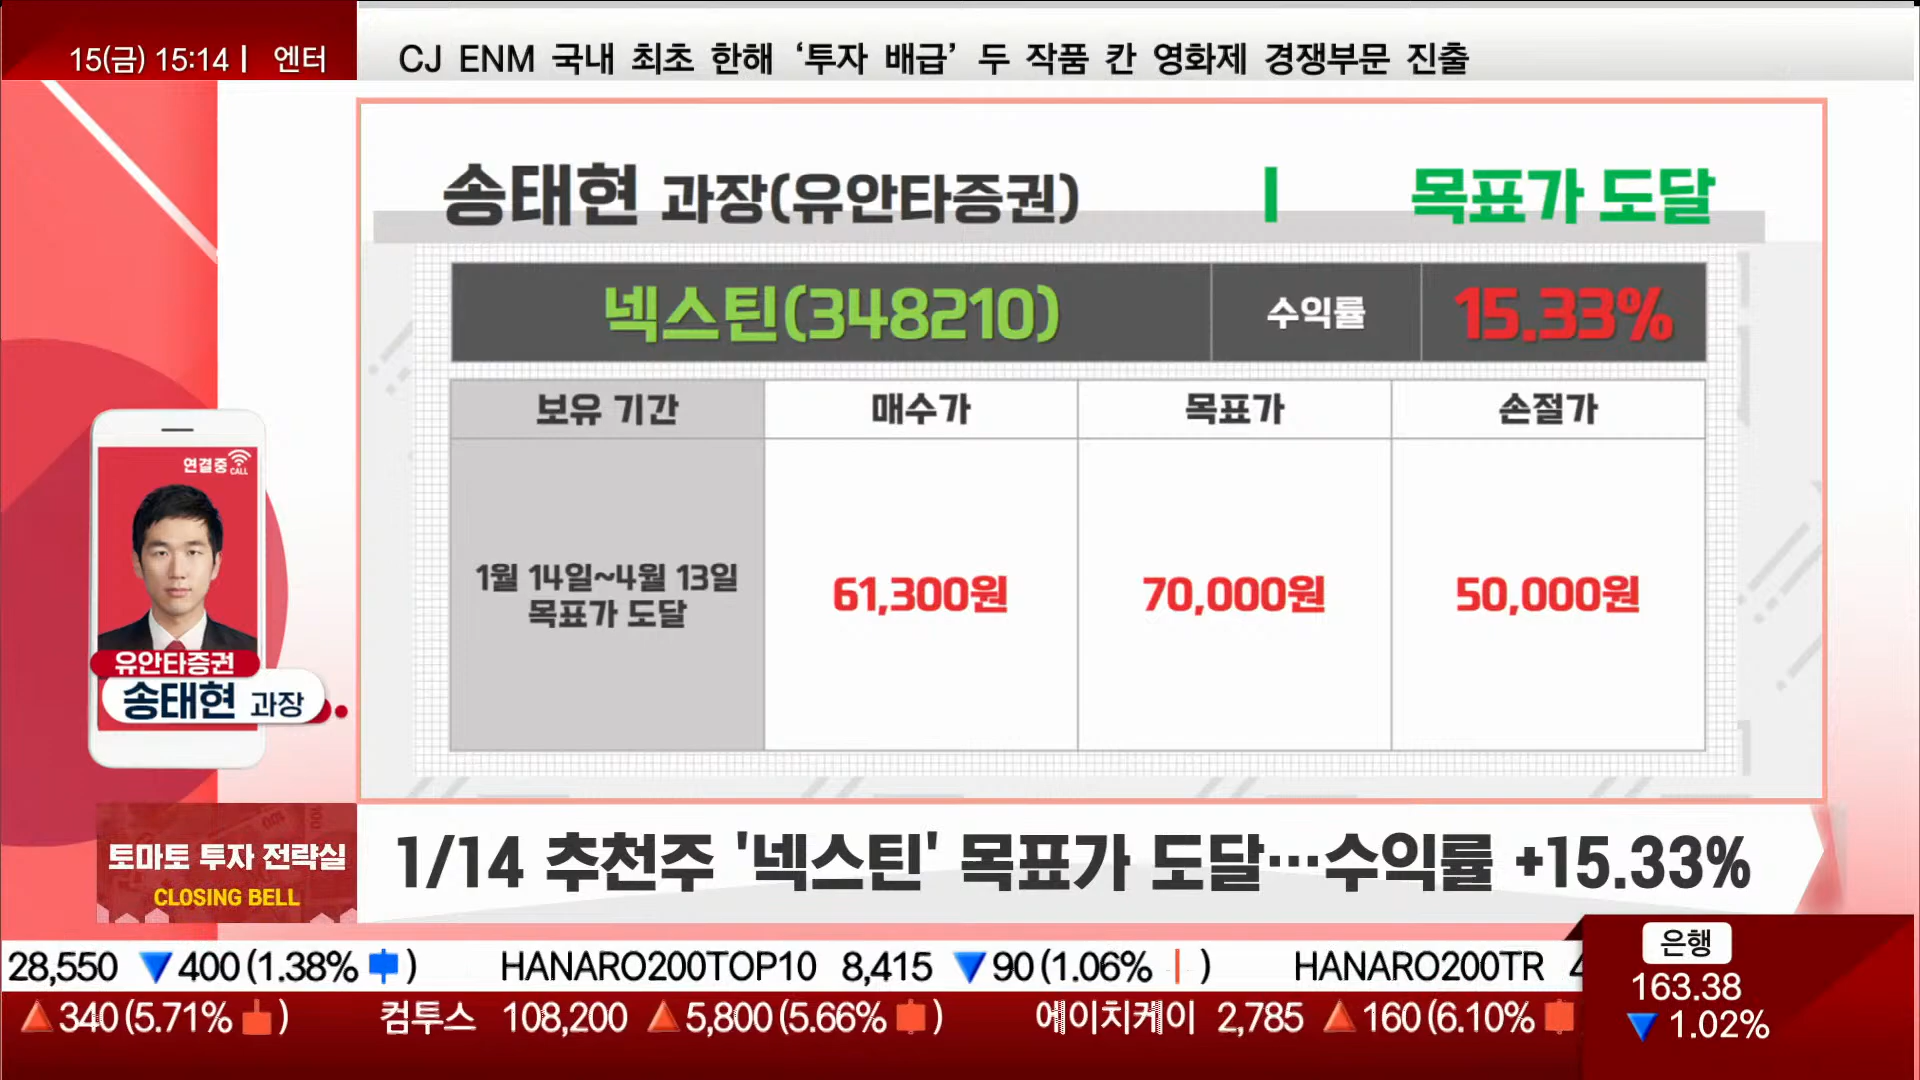 15(금) 15:14 | 엔터
CJ ENM 국내 최초 한해 ‘투자 배급’ 두 작품 칸 영화제 경쟁부문 진출
송태현 과장(유안타증권) | 목표가 도달
넥스틴(348210) 수익률 15.33%
보유 기간 매수가 목표가 손절가
1월 14일~4월 13일
목표가 도달
61,300원 70,000원 50,000원
연결중
CALL
유안타증권
송태현 과장
토마토 투자 전략실
CLOSING BELL
1/14 추천주 '넥스틴' 목표가 도달…수익률 +15.33%
28,550 ▼400(1.38% ) HANARO200TOP10 8,415 ▼90(1.06% ) HANARO200TR
▲340(5.71% ) 컴투스 108,200 ▲5,800(5.66% ) 에이치케이 2,785 ▲160(6.10%
은행
163.38
▼ 1.02%